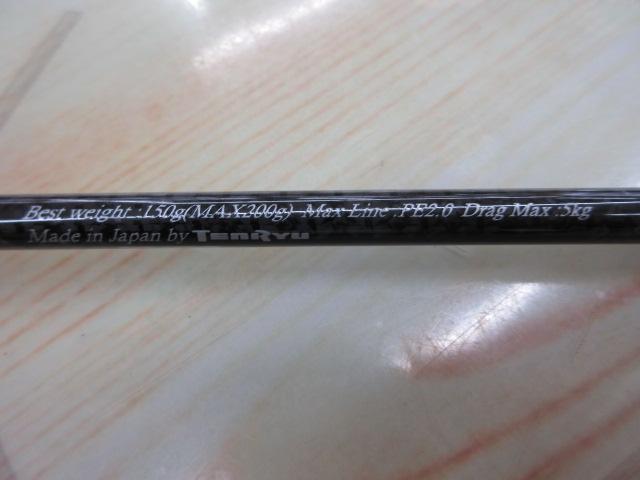 Best weight :150g(MAX200g) Max Line :PE2.0 Drag Max :5kg
Made in Japan by TenRyu